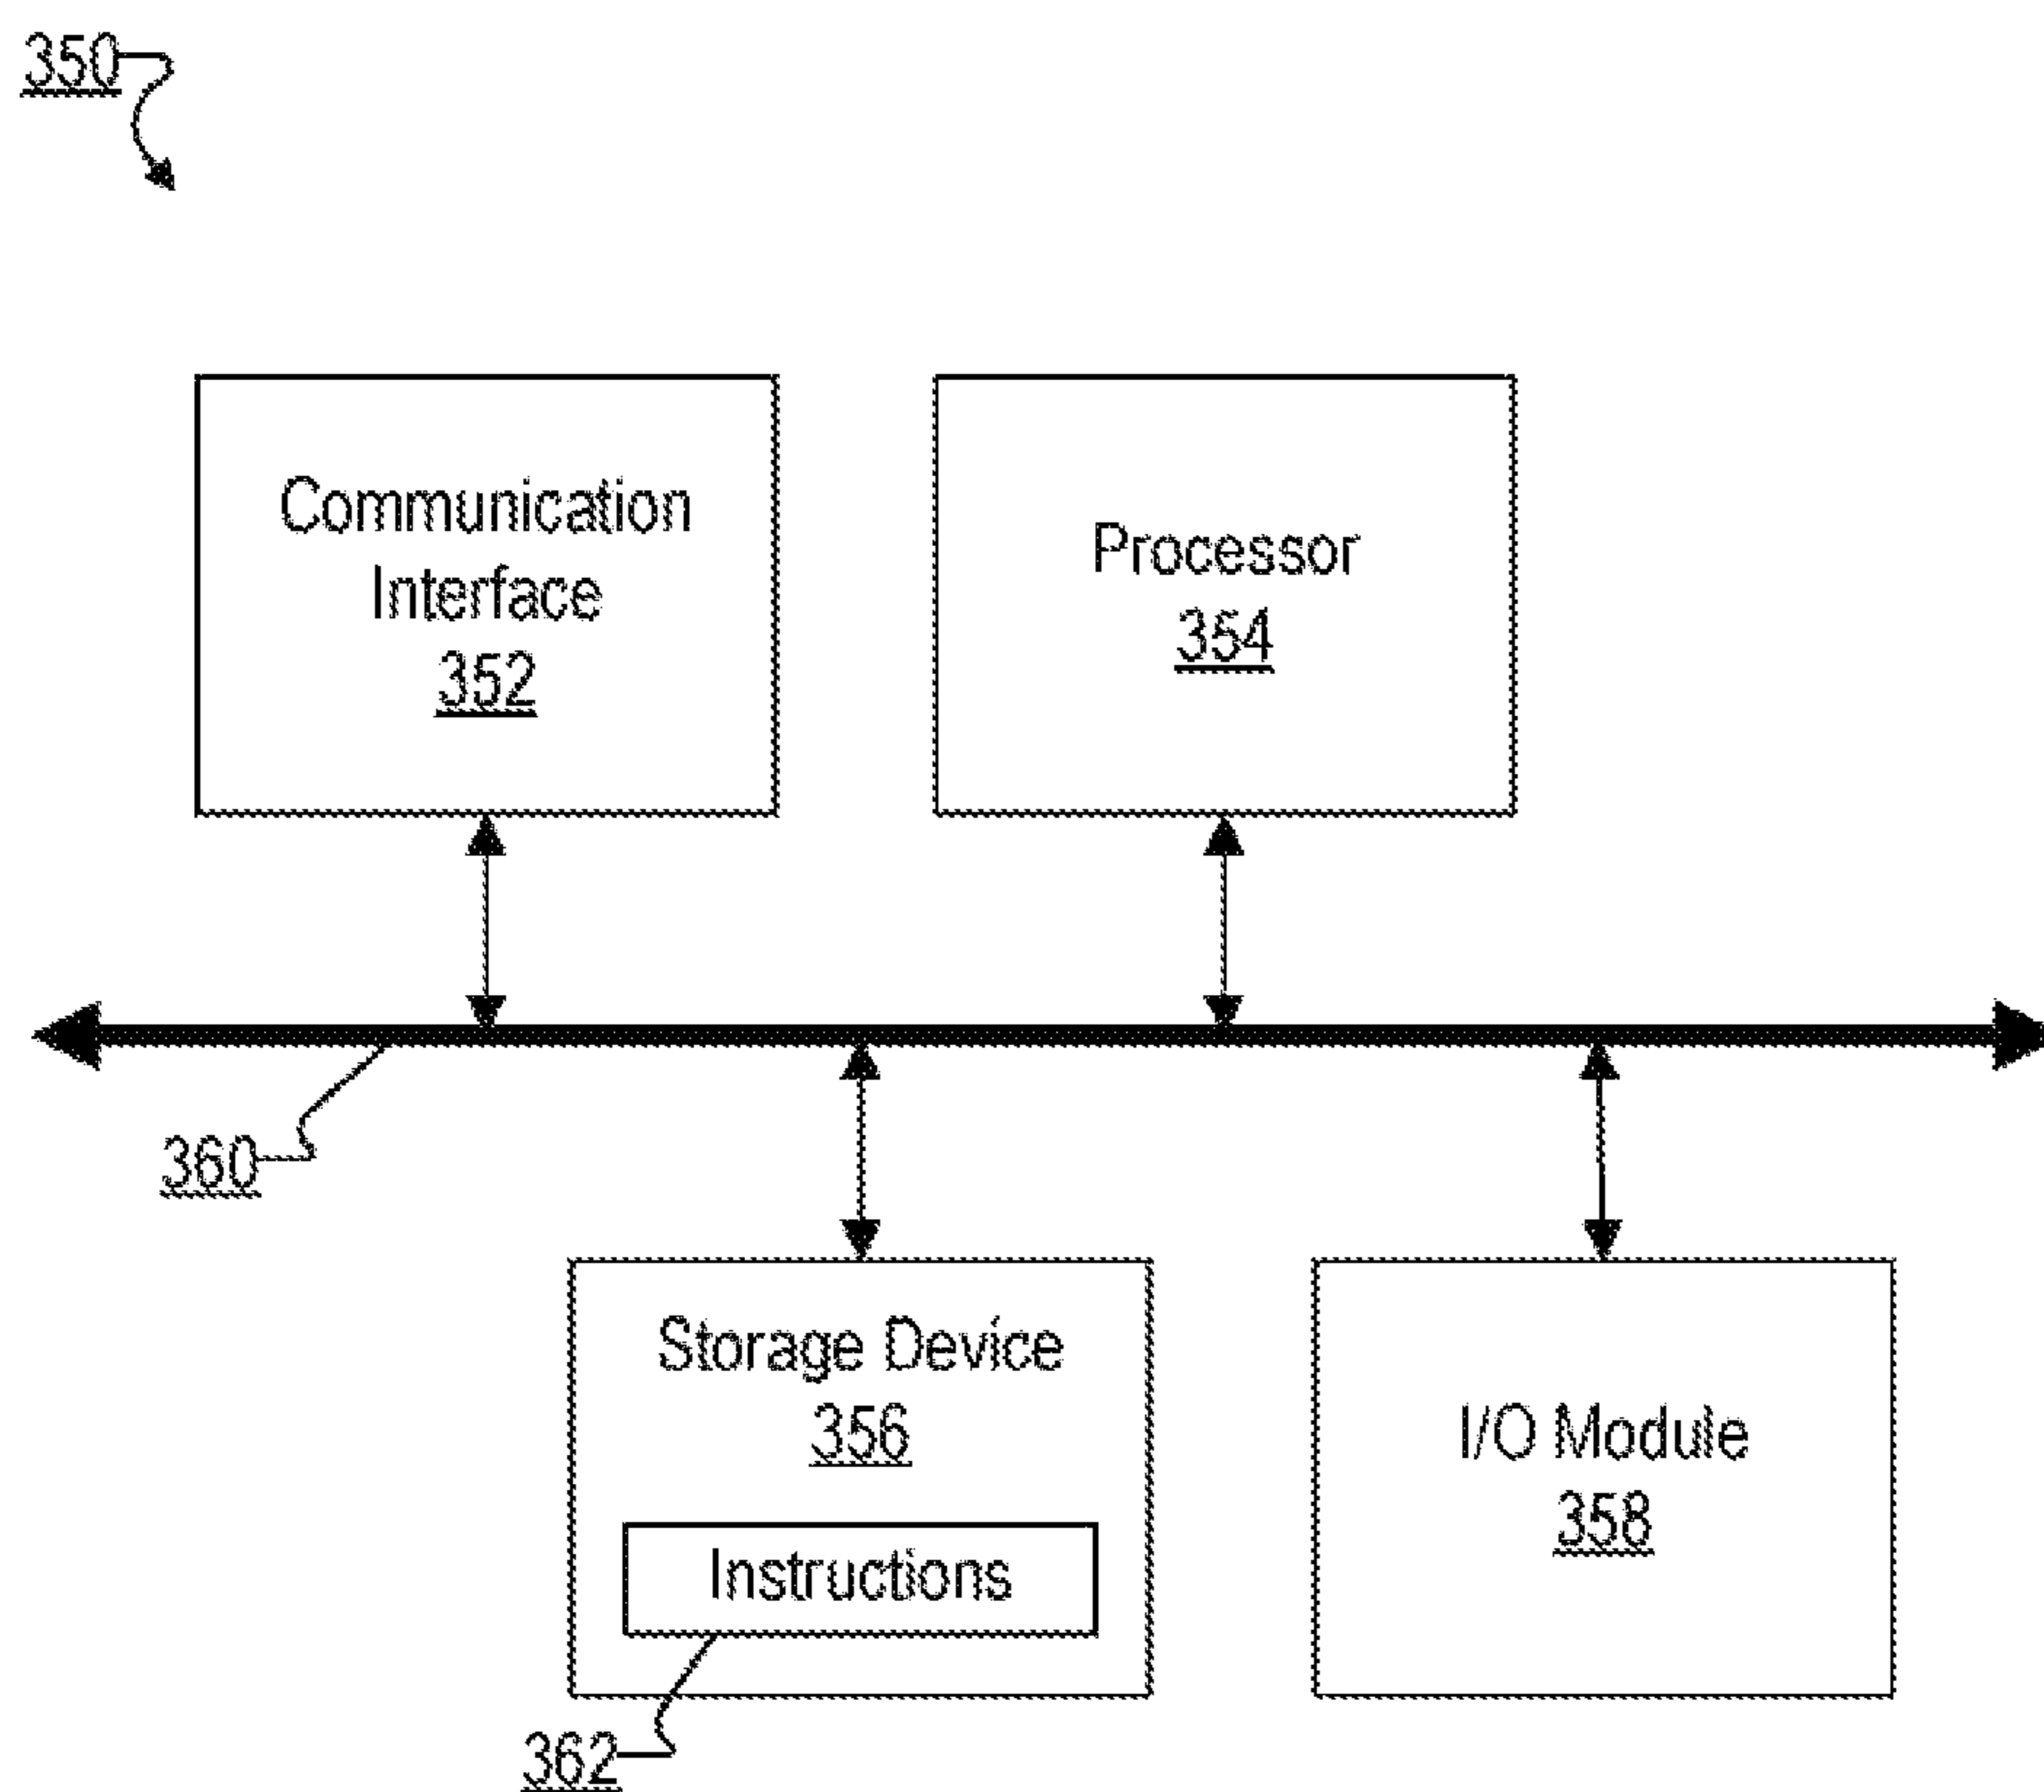 350
Communication
Interface
352
Processor
354
360
Storage Device
356
Instructions
362
I/O Module
358